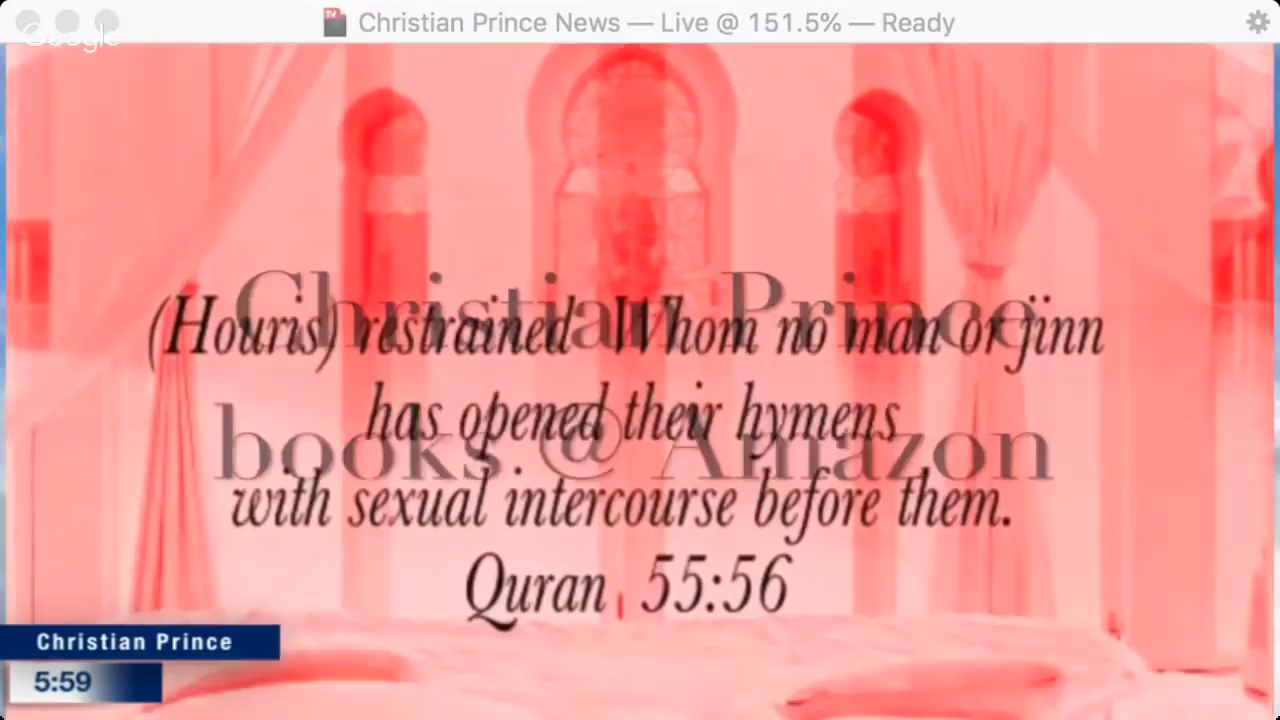 Christian Prince News — Live @ 151.5% — Ready
Google
Christian Prince
(Houris) restrained Whom no man or jinn
has opened their hymens
books @ Amazon
with sexual intercourse before them.
Quran 55:56
Christian Prince
5:59